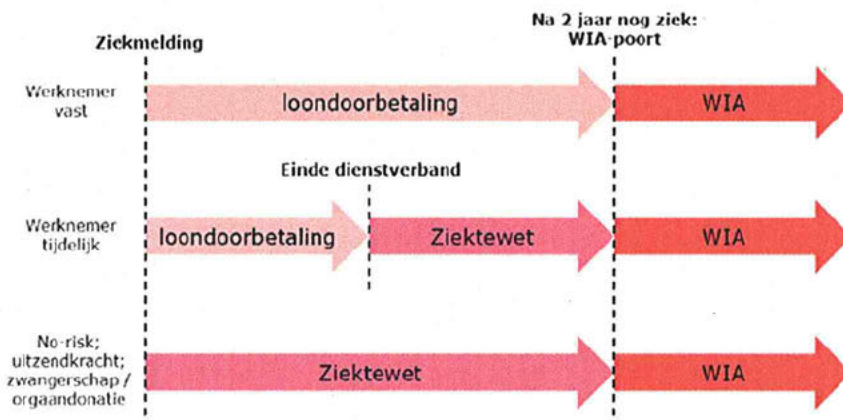 Na 2 jaar nog ziek:
Ziekmelding
WIA-poort
Werknemer
vast
loondoorbetaling
WIA
Einde dienstverband
Werknemer
tijdelijk
loondoorbetaling
Ziektewet
WIA
No-risk;
uitzendkracht;
zwangerschap /
orgaandonatie
Ziektewet
WIA